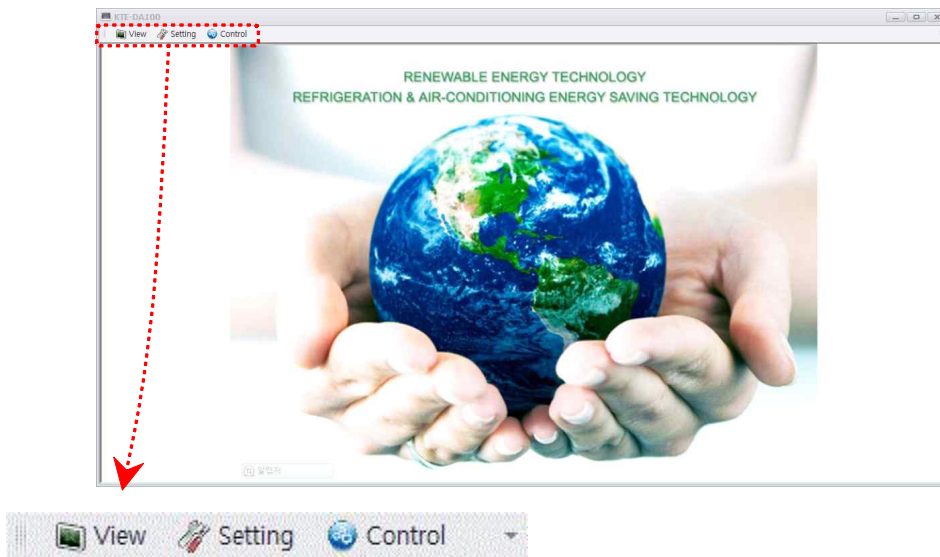 KTE-DA100
View Setting Control
RENEWABLE ENERGY TECHNOLOGY
REFRIGERATION & AIR-CONDITIONING ENERGY SAVING TECHNOLOGY
View Setting Control